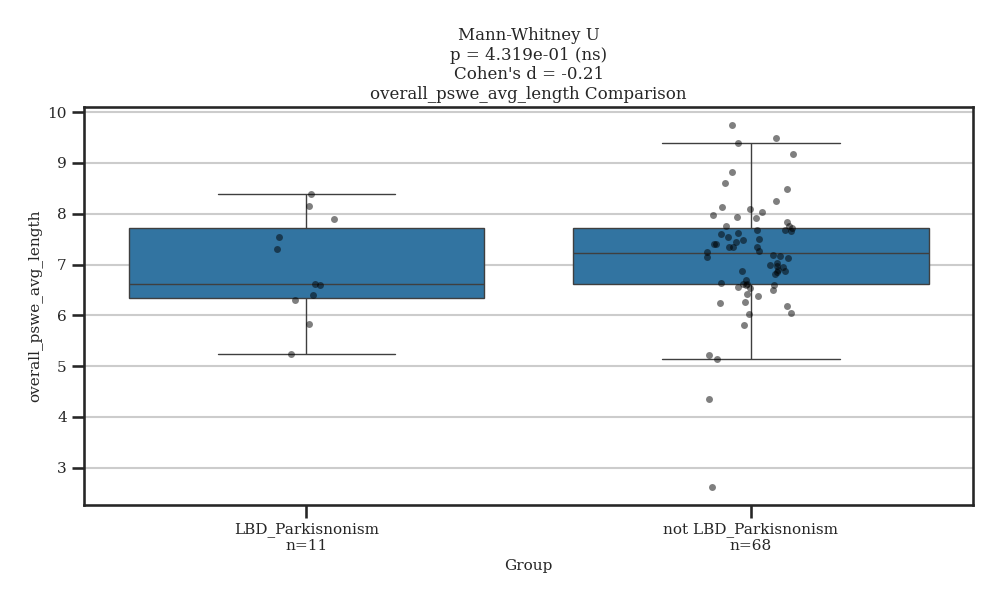 Mann-Whitney U
p = 4.319e-01 (ns)
Cohen's d = -0.21
overall_pswe_avg_length Comparison
overall_pswe_avg_length
10
9
8
7
6
5
4
3
LBD_Parkisnonism
n=11
not LBD_Parkisnonism
n=68
Group